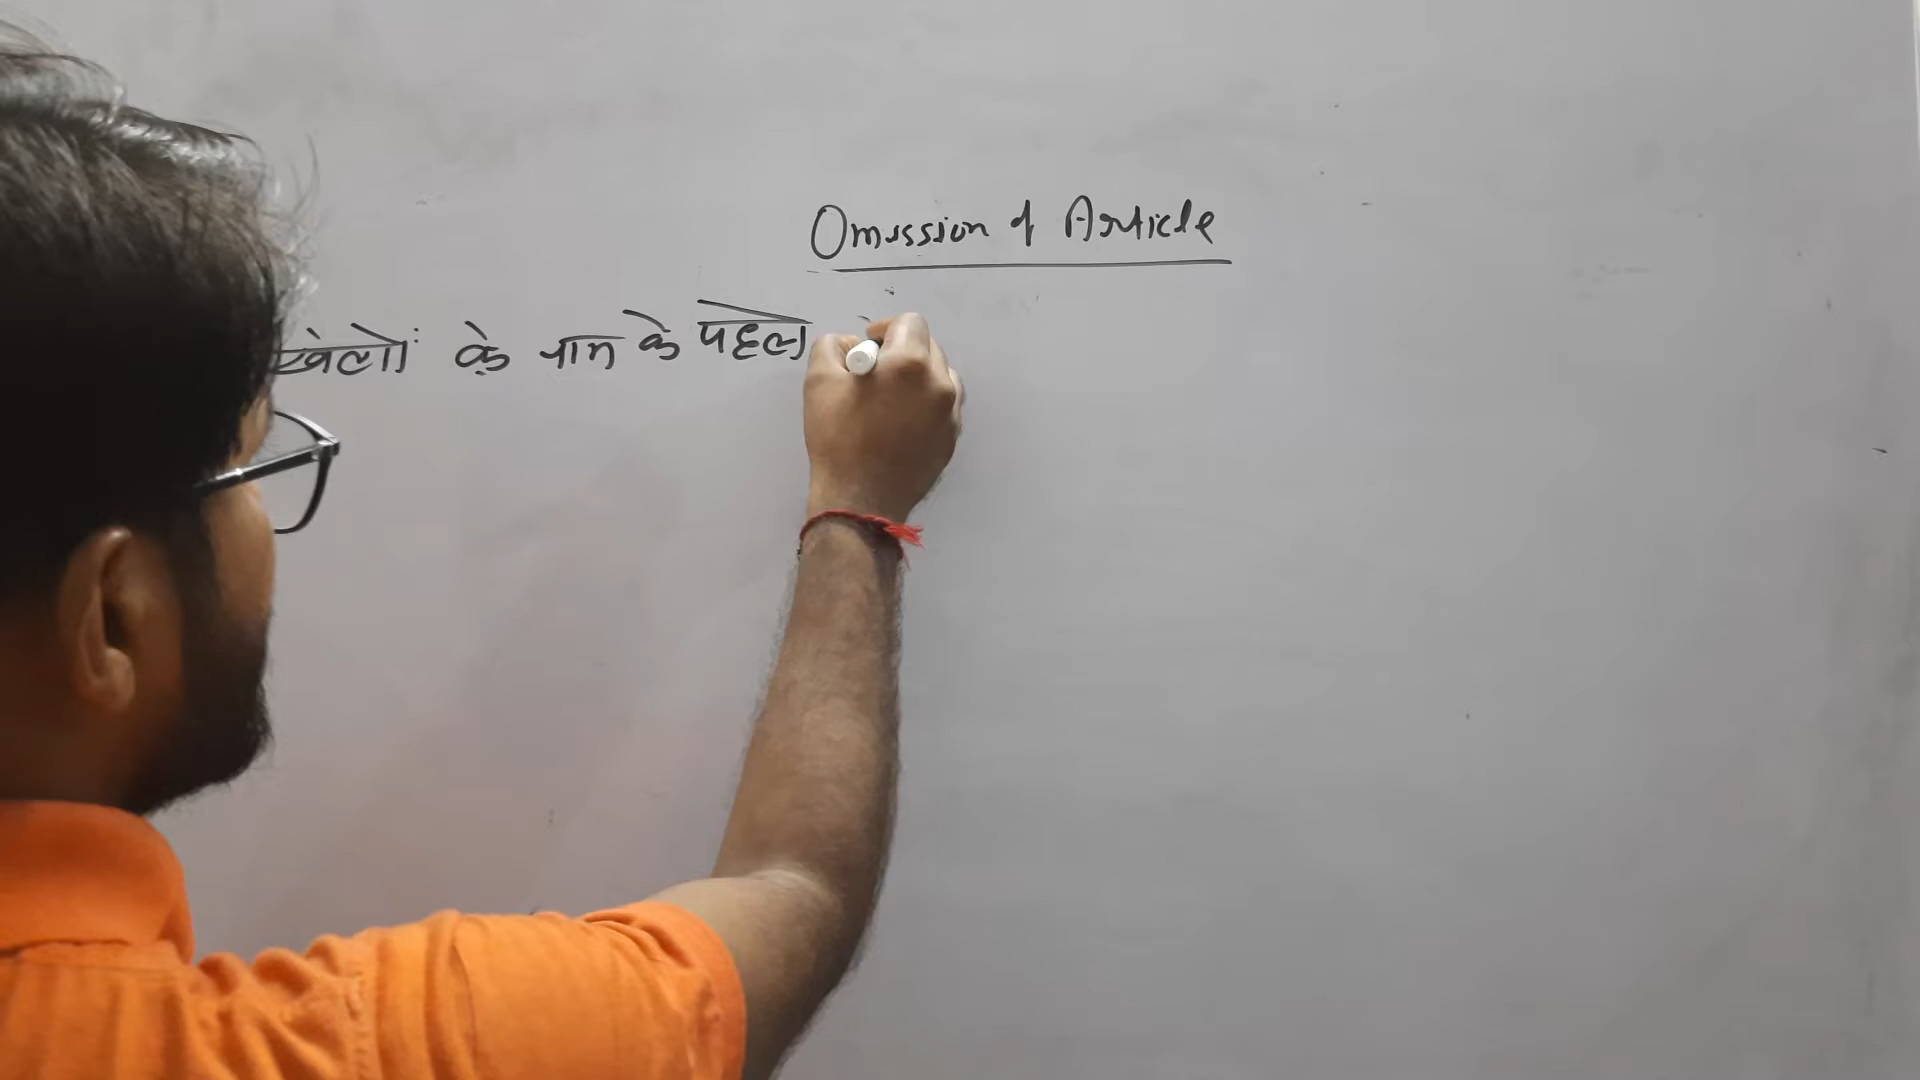 Omission of Article
खेलों के नाम के पहले